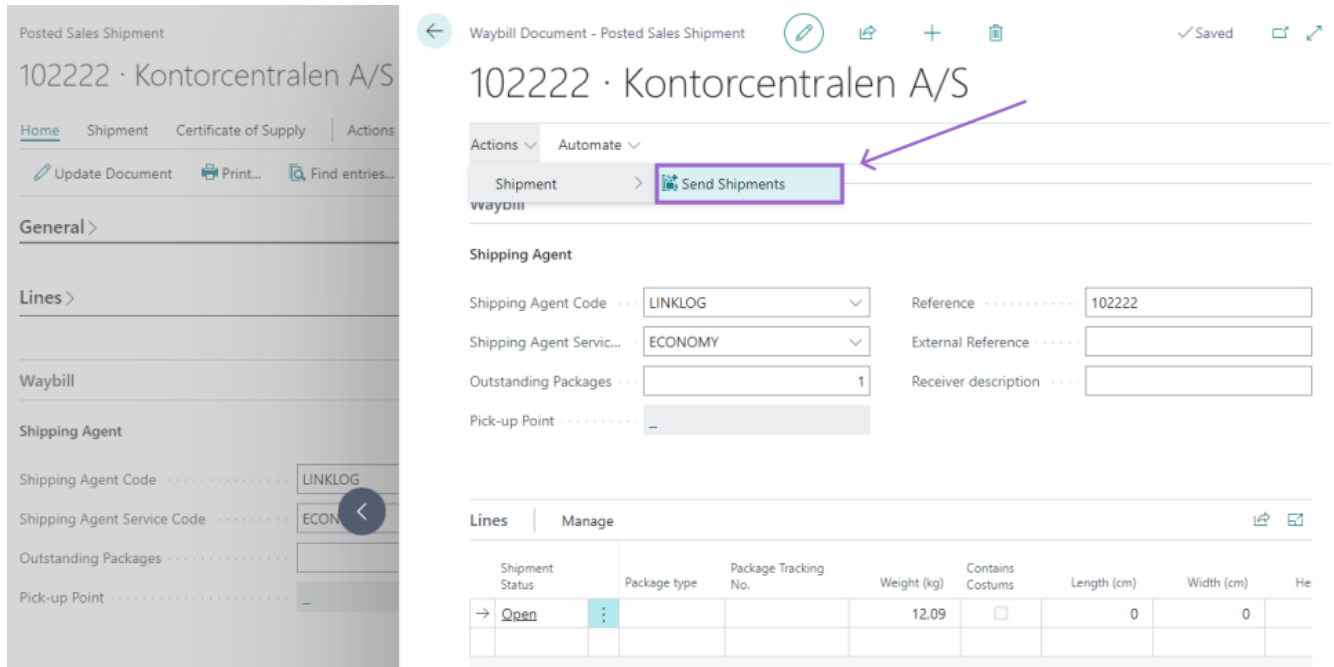 Posted Sales Shipment
102222 · Kontorcentralen A/S
Home Shipment Certificate of Supply Actions
Update Document Print... Find entries...
General
Lines
Waybill
Shipping Agent
Shipping Agent Code LINKLOG
Shipping Agent Service Code ECON
Outstanding Packages
Pick-up Point _
Waybill Document - Posted Sales Shipment Saved
102222 · Kontorcentralen A/S
Actions Automate
Shipment Send Shipments
Waybill
Shipping Agent
Shipping Agent Code LINKLOG Reference 102222
Shipping Agent Servic... ECONOMY External Reference
Outstanding Packages 1 Receiver description
Pick-up Point _
Lines Manage
Shipment Status Package type Package Tracking No. Weight (kg) Contains Costums Length (cm) Width (cm) He
Open 12.09 0 0